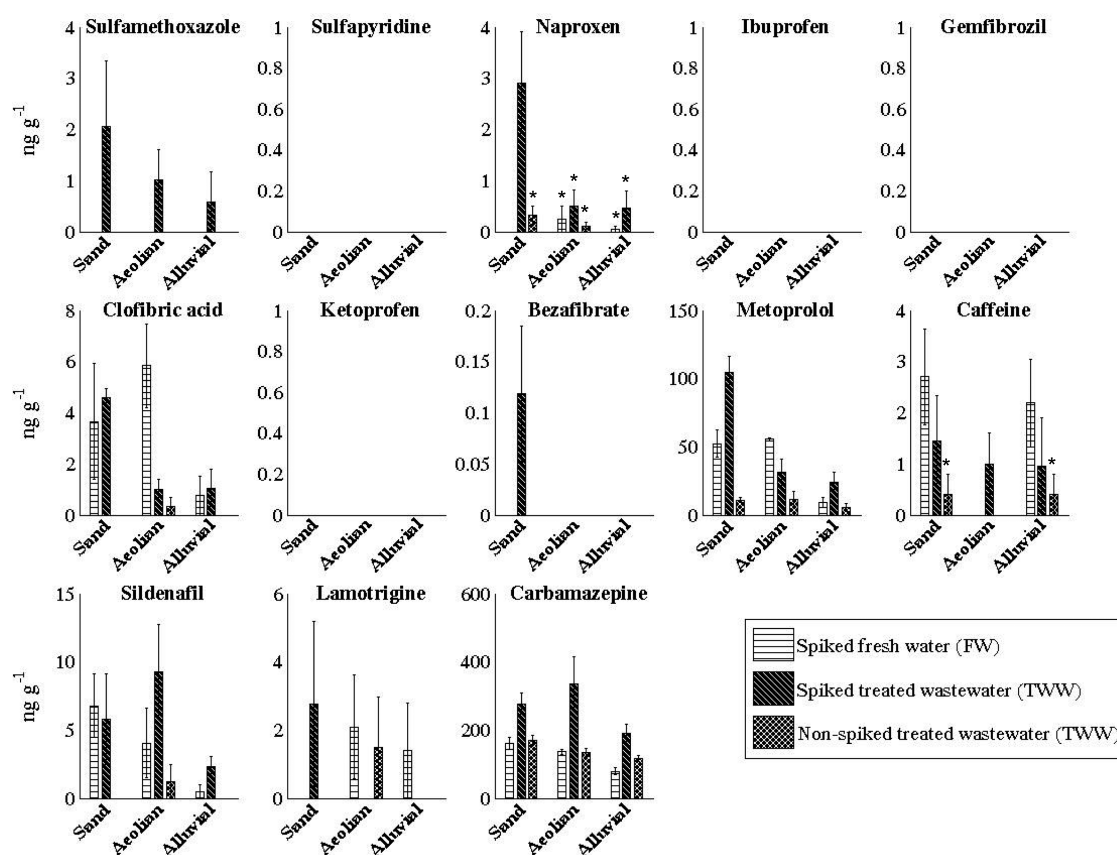 Sulfamethoxazole
ng g-1
4
3
2
1
0
Sand
Aeolian
Alluvial
Sulfapyridine
1
0.8
0.6
0.4
0.2
0
Sand
Aeolian
Alluvial
Naproxen
4
3
2
1
0
*
*
*
*
*
*
Sand
Aeolian
Alluvial
Ibuprofen
1
0.8
0.6
0.4
0.2
0
Sand
Aeolian
Alluvial
Gemfibrozil
1
0.8
0.6
0.4
0.2
0
Sand
Aeolian
Alluvial
Clofibric acid
ng g-1
8
6
4
2
0
Sand
Aeolian
Alluvial
Ketoprofen
1
0.8
0.6
0.4
0.2
0
Sand
Aeolian
Alluvial
Bezafibrate
0.2
0.15
0.1
0.05
0
Sand
Aeolian
Alluvial
Metoprolol
150
100
50
0
Sand
Aeolian
Alluvial
Caffeine
4
3
2
1
0
*
*
Sand
Aeolian
Alluvial
Sildenafil
ng g-1
15
10
5
0
Sand
Aeolian
Alluvial
Lamotrigine
6
4
2
0
Sand
Aeolian
Alluvial
Carbamazepine
600
400
200
0
Sand
Aeolian
Alluvial
Spiked fresh water (FW)
Spiked treated wastewater (TWW)
Non-spiked treated wastewater (TWW)